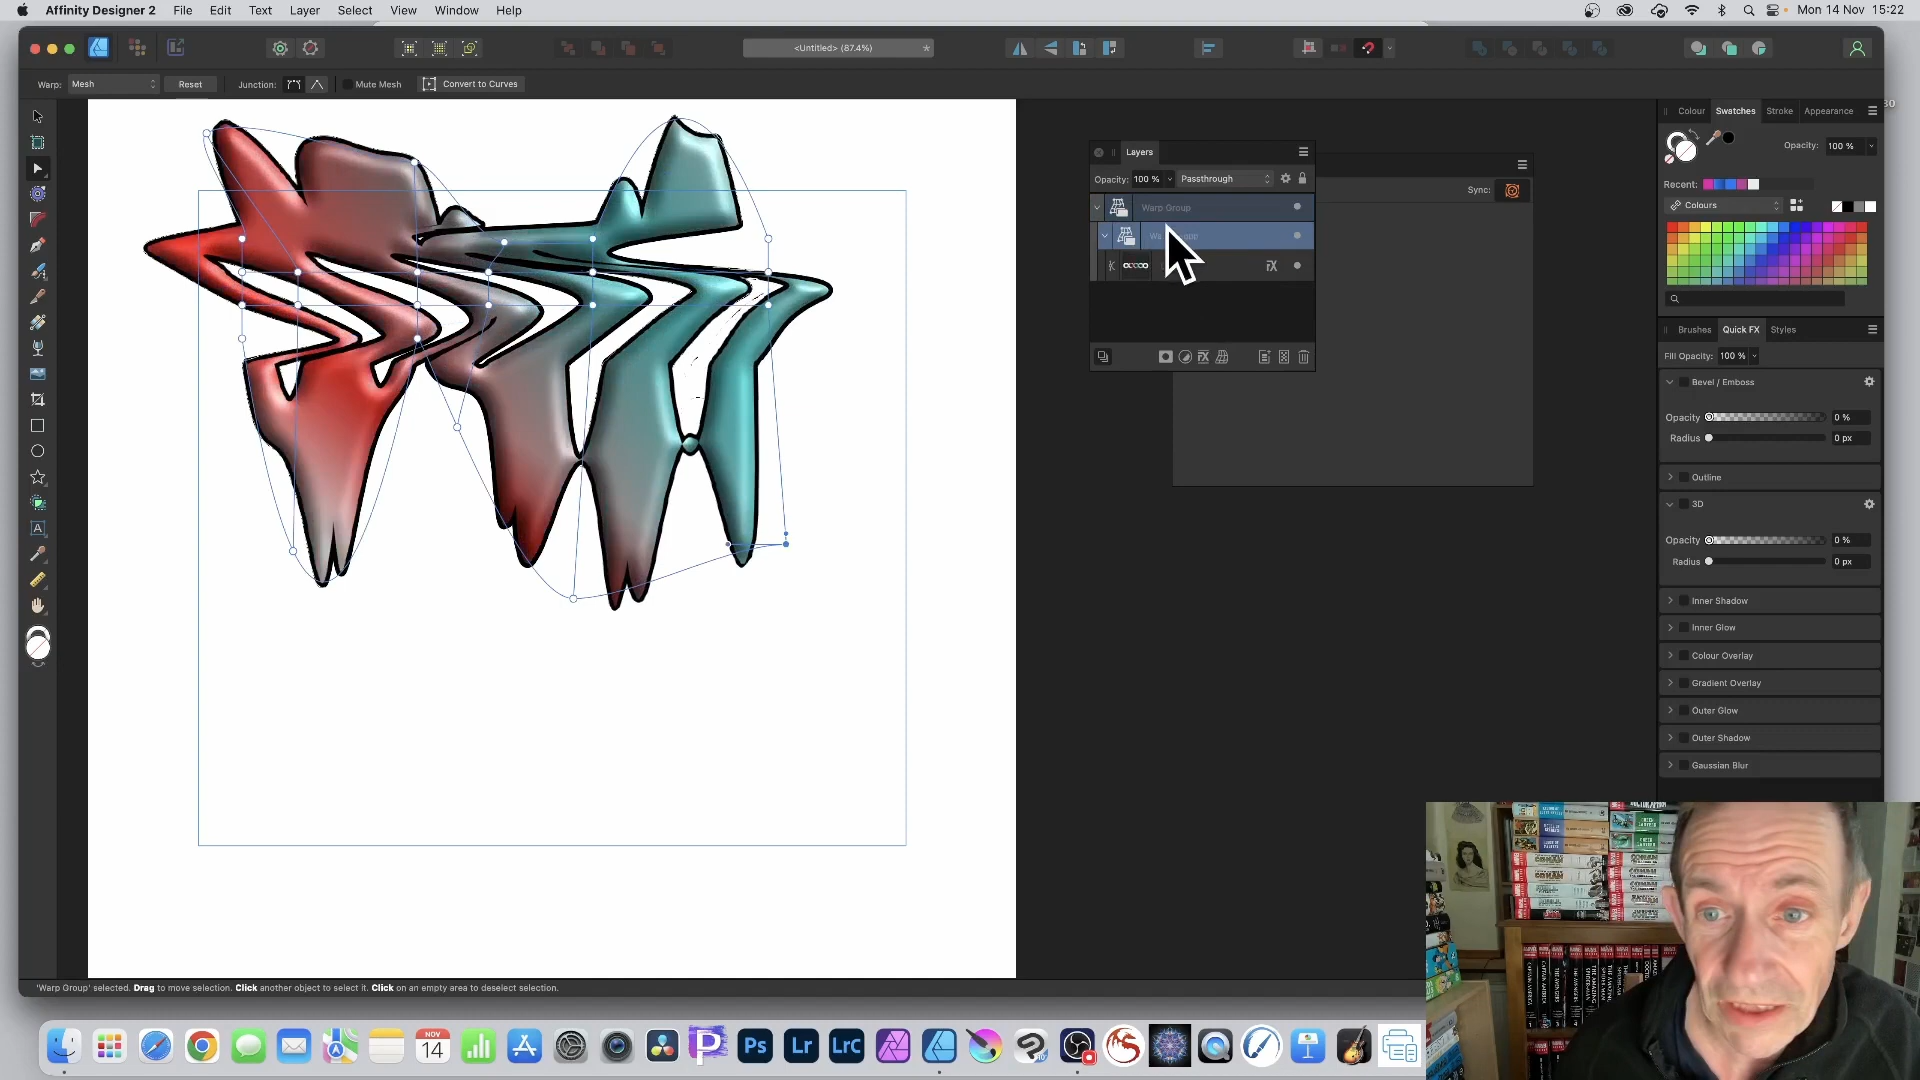 Affinity Designer 2 File Edit Text Layer Select View Window Help
Mon 14 Nov 15:22
<Untitled> (87.4%)
*
Warp: Mesh Reset Junction: Mute Mesh Convert to Curves
Layers
Opacity: 100 % Passthrough
Warp Group
Sync:
Colour Swatches Stroke Appearance
Opacity: 100 %
Recent:
Colours
Brushes Quick FX Styles
Fill Opacity: 100 %
Bevel / Emboss
Opacity 0 %
Radius 0 px
Outline
3D
Opacity 0 %
Radius 0 px
Inner Shadow
Inner Glow
Colour Overlay
Gradient Overlay
Outer Glow
Outer Shadow
Gaussian Blur
'Warp Group' selected. Drag to move selection. Click another object to select it. Click on an empty area to deselect selection.
NOV
14
Ps Lr LrC